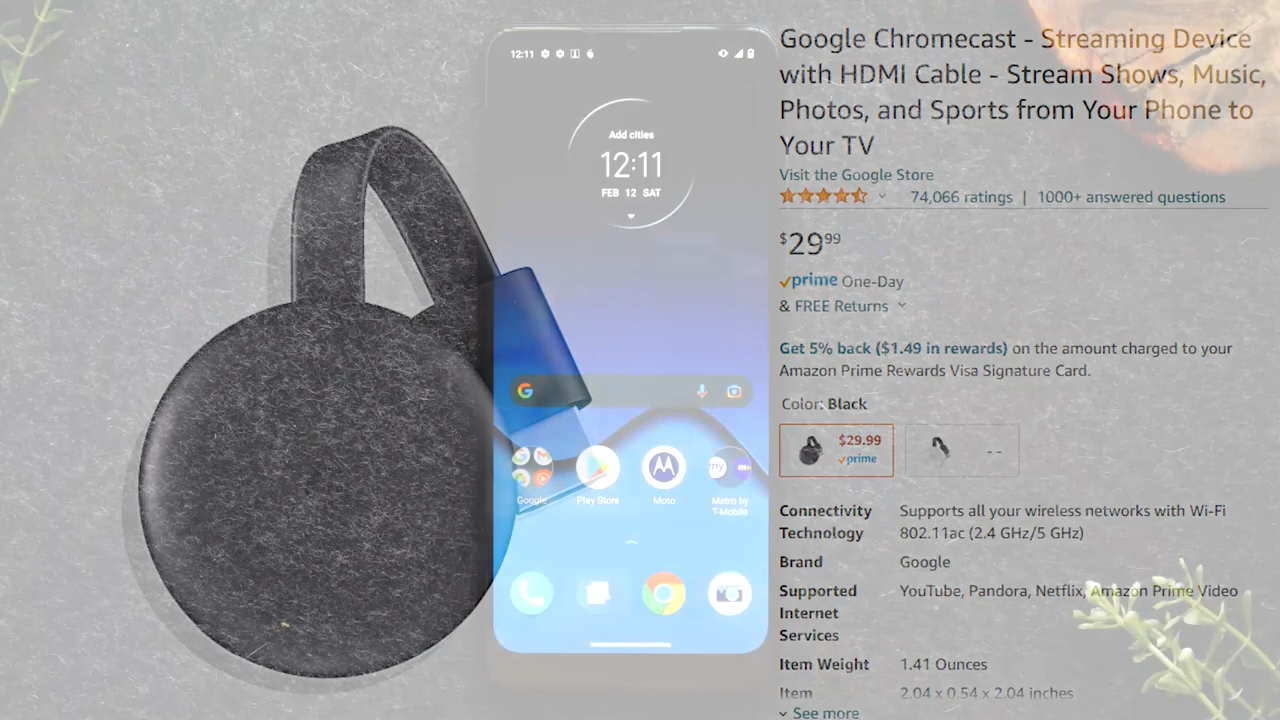 12:11
Add cities
12:11
FEB 12 SAT
Google
Play Store
Moto
my
Metro by
T-Mobile
Google Chromecast - Streaming Device
with HDMI Cable - Stream Shows, Music,
Photos, and Sports from Your Phone to
Your TV
Visit the Google Store
74,066 ratings | 1000+ answered questions
$29.99
prime One-Day
& FREE Returns
Get 5% back ($1.49 in rewards) on the amount charged to your
Amazon Prime Rewards Visa Signature Card.
Color: Black
$29.99
prime
--
Connectivity Technology Supports all your wireless networks with Wi-Fi 802.11ac (2.4 GHz/5 GHz)
Brand Google
Supported Internet Services YouTube, Pandora, Netflix, Amazon Prime Video
Item Weight 1.41 Ounces
Item 2.04 x 0.54 x 2.04 inches
See more